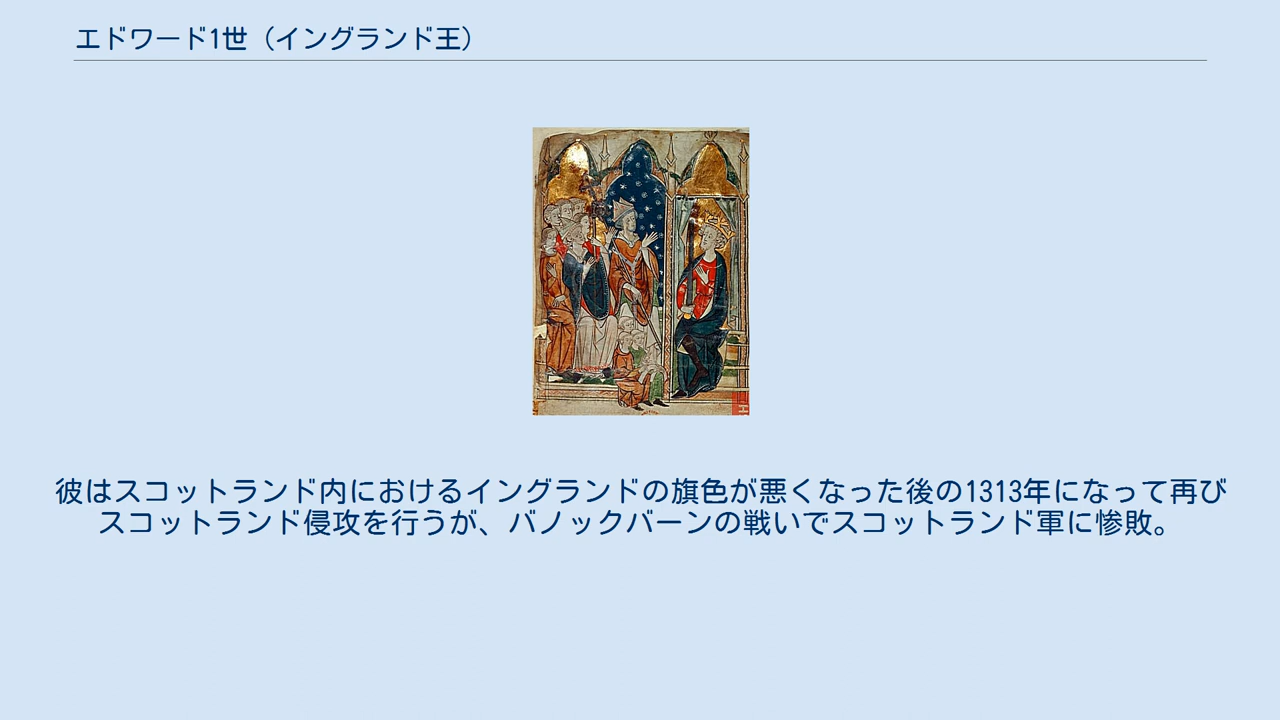 エドワード1世（イングランド王）
彼はスコットランド内におけるイングランドの旗色が悪くなった後の1313年になって再び
スコットランド侵攻を行うが、バノックバーンの戦いでスコットランド軍に惨敗。